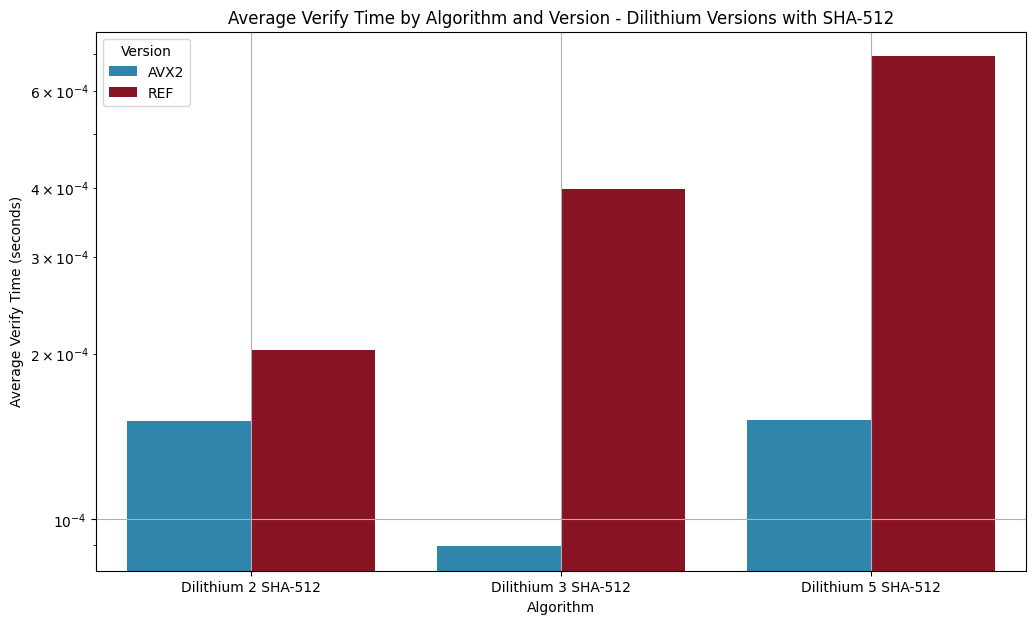 Average Verify Time by Algorithm and Version - Dilithium Versions with SHA-512
Version
AVX2
REF
Average Verify Time (seconds)
6 × 10⁻⁴
4 × 10⁻⁴
3 × 10⁻⁴
2 × 10⁻⁴
10⁻⁴
Dilithium 2 SHA-512
Dilithium 3 SHA-512
Dilithium 5 SHA-512
Algorithm